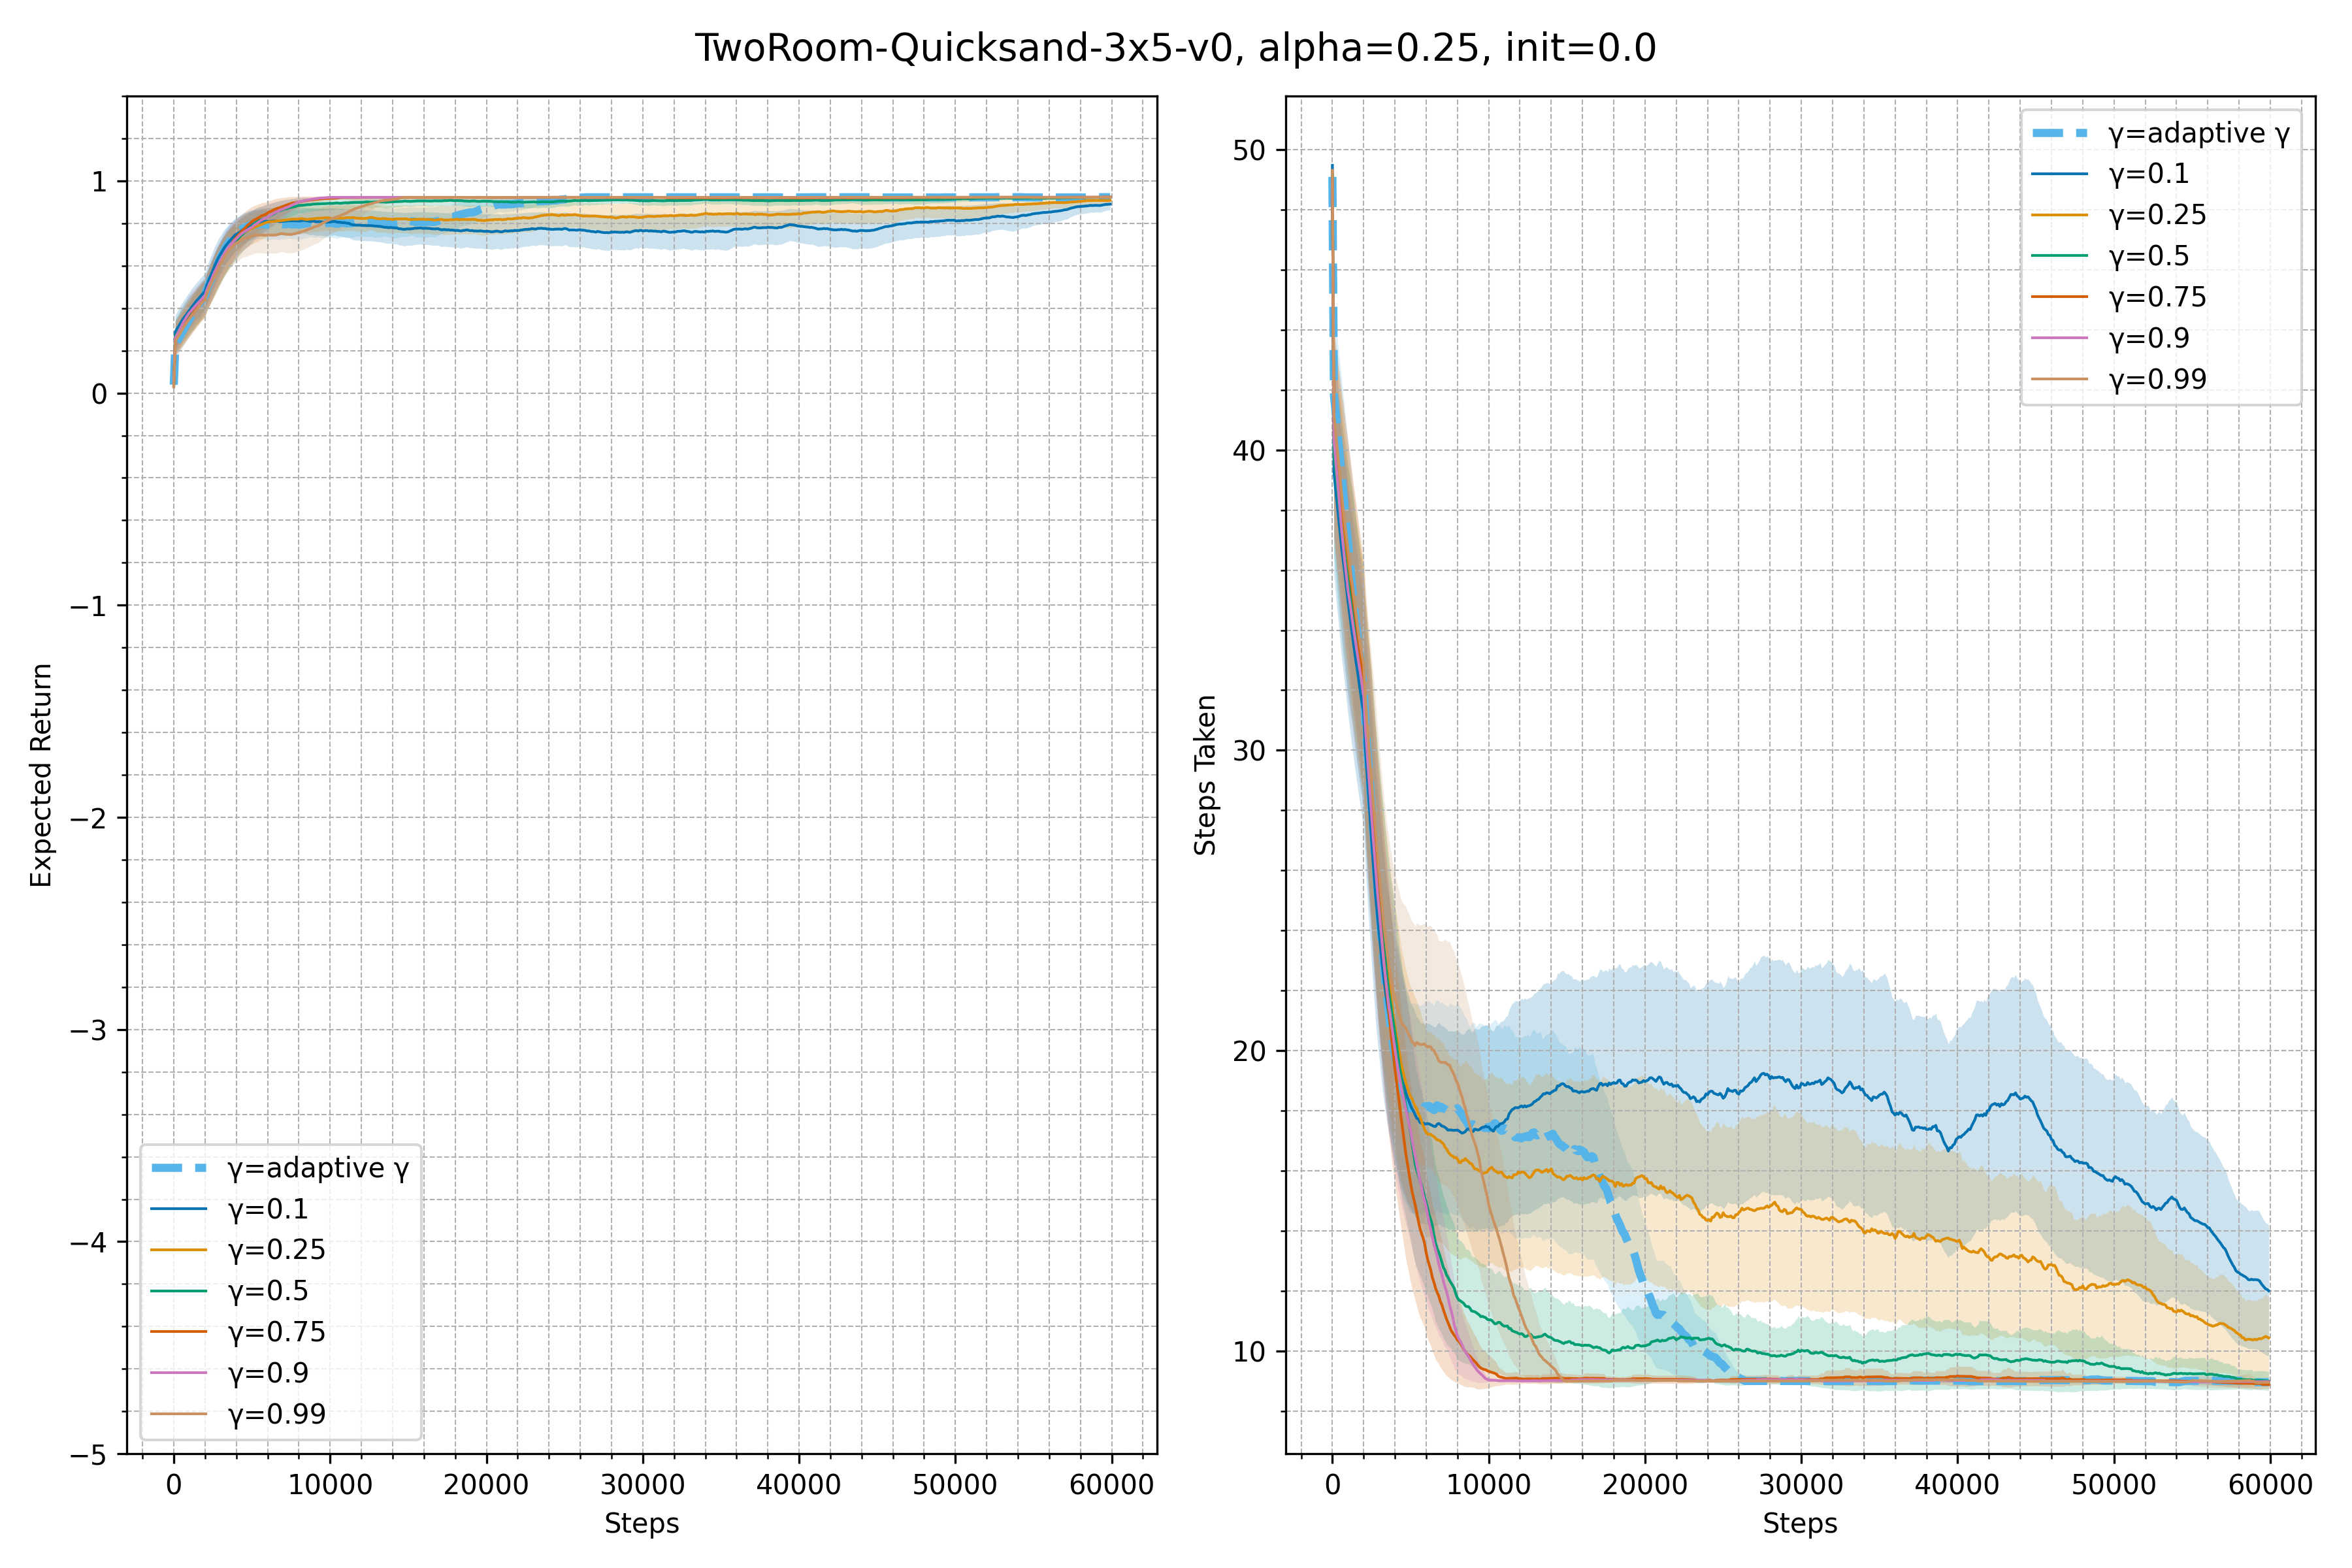 TwoRoom-Quicksand-3x5-v0, alpha=0.25, init=0.0
Expected Return
1
0
−1
−2
−3
−4
−5
γ=adaptive γ
γ=0.1
γ=0.25
γ=0.5
γ=0.75
γ=0.9
γ=0.99
0 10000 20000 30000 40000 50000 60000
Steps
Steps Taken
50
40
30
20
10
γ=adaptive γ
γ=0.1
γ=0.25
γ=0.5
γ=0.75
γ=0.9
γ=0.99
0 10000 20000 30000 40000 50000 60000
Steps